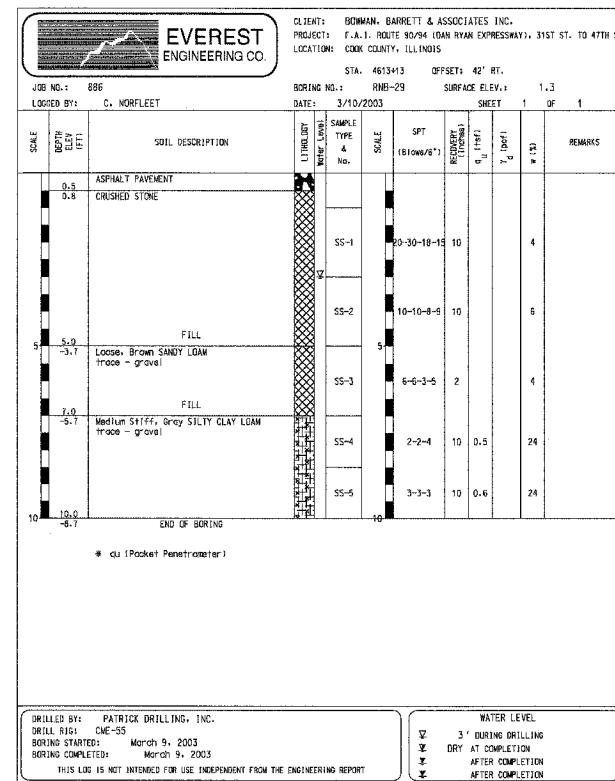 EVEREST
ENGINEERING CO.
CLIENT: BOWMAN, BARRETT & ASSOCIATES INC.
PROJECT: F.A.I. ROUTE 90/94 (DAN RYAN EXPRESSWAY), 31ST ST. TO 47TH S
LOCATION: COOK COUNTY, ILLINOIS
STA. 4613+13 OFFSET: 42' RT.
JOB NO.: 886 BORING NO.: RNB-29 SURFACE ELEV.: 1.3
LOGGED BY: C. NORFLEET DATE: 3/10/2003 SHEET 1 OF 1
SCALE
DEPTH ELEV (FT)
SOIL DESCRIPTION
LITHOLOGY
Water Level
SAMPLE TYPE & No.
SCALE
SPT (Blows/6")
RECOVERY (inches)
qu (tsf)
γd (pcf)
w (%)
REMARKS
ASPHALT PAVEMENT
0.5
0.8 CRUSHED STONE
SS-1 20-30-18-15 10 4
SS-2 10-10-8-9 10 6
FILL
5 5.0 5
-3.7 Loose, Brown SANDY LOAM
trace - gravel
SS-3 6-6-3-5 2 4
FILL
7.0
-5.7 Medium Stiff, Gray SILTY CLAY LOAM
trace - gravel
SS-4 2-2-4 10 0.5 24
SS-5 3-3-3 10 0.6 24
10 10.0 10
-8.7 END OF BORING
* qu (Pocket Penetrometer)
DRILLED BY: PATRICK DRILLING, INC.
DRILL RIG: CME-55
BORING STARTED: March 9, 2003
BORING COMPLETED: March 9, 2003
THIS LOG IS NOT INTENDED FOR USE INDEPENDENT FROM THE ENGINEERING REPORT
WATER LEVEL
3' DURING DRILLING
DRY AT COMPLETION
AFTER COMPLETION
AFTER COMPLETION